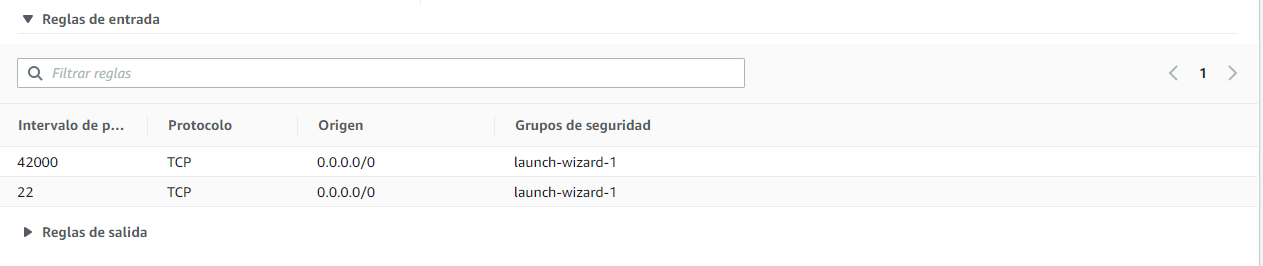 Reglas de entrada
Filtrar reglas
1
Intervalo de p... Protocolo Origen Grupos de seguridad
42000 TCP 0.0.0.0/0 launch-wizard-1
22 TCP 0.0.0.0/0 launch-wizard-1
Reglas de salida